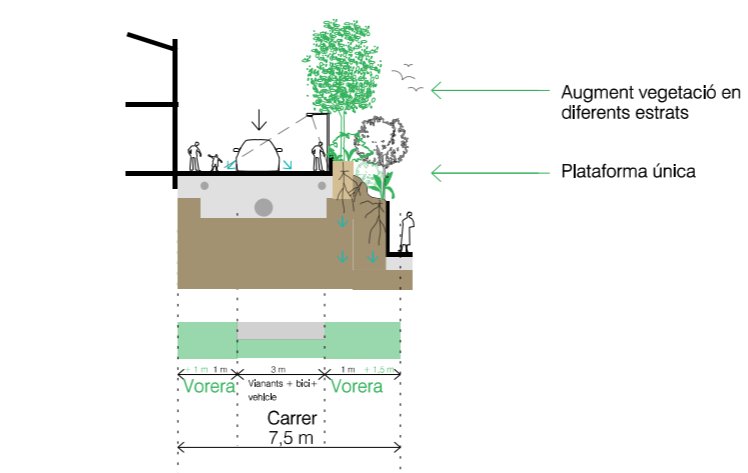 Augment vegetació en
diferents estrats
Plataforma única
+ 1 m 1 m 3 m 1 m + 1,5 m
Vorera Vianants + bici + vehicle Vorera
Carrer
7,5 m